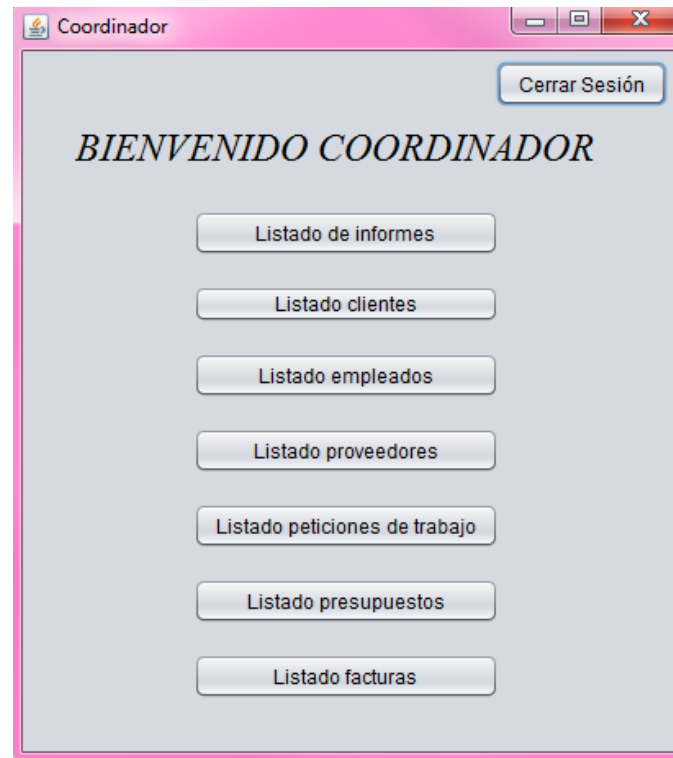 Coordinador
Cerrar Sesión
BIENVENIDO COORDINADOR
Listado de informes
Listado clientes
Listado empleados
Listado proveedores
Listado peticiones de trabajo
Listado presupuestos
Listado facturas